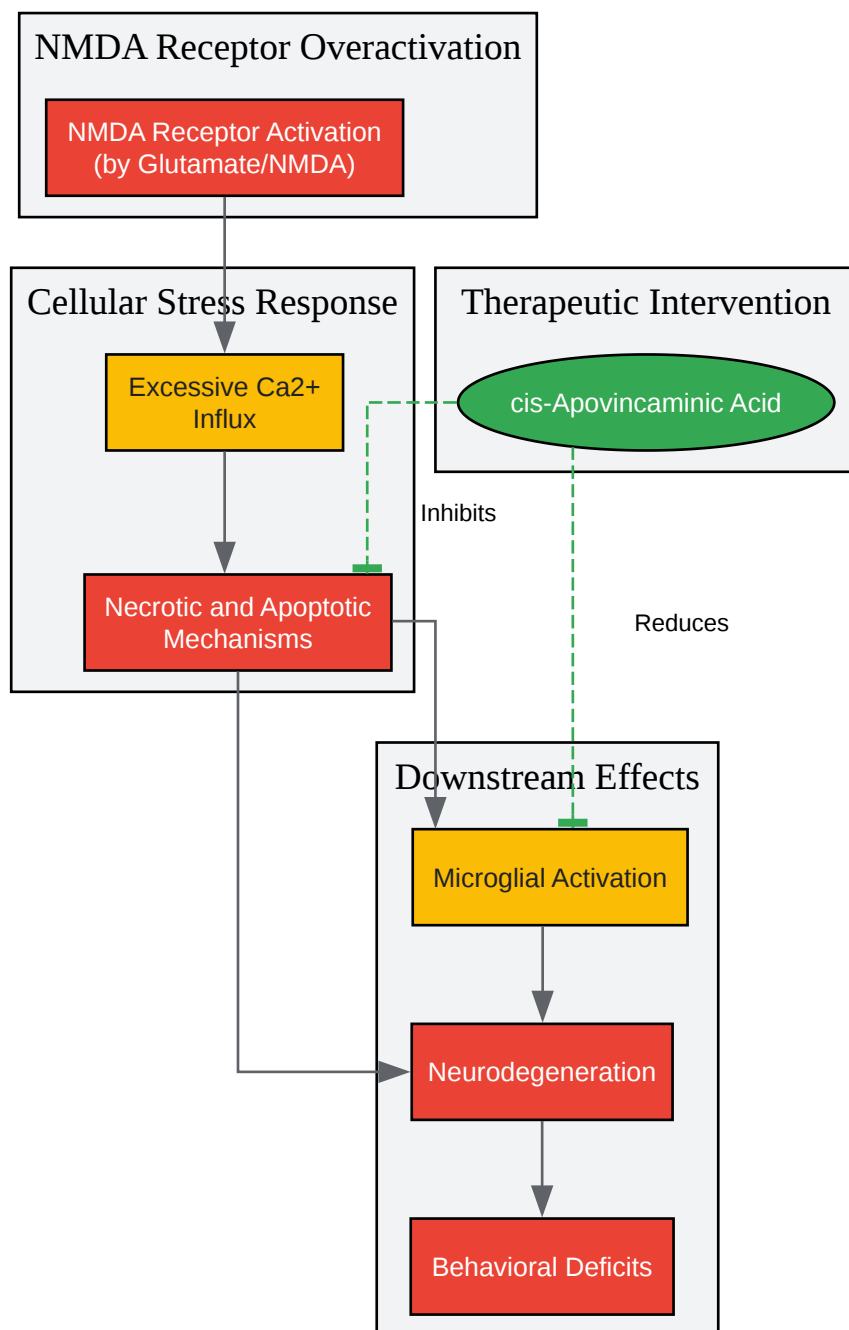 NMDA Receptor Overactivation
NMDA Receptor Activation
(by Glutamate/NMDA)
Cellular Stress Response
Therapeutic Intervention
Excessive Ca2+
Influx
cis-Apovincaminic Acid
Inhibits
Necrotic and Apoptotic
Mechanisms
Reduces
Downstream Effects
Microglial Activation
Neurodegeneration
Behavioral Deficits